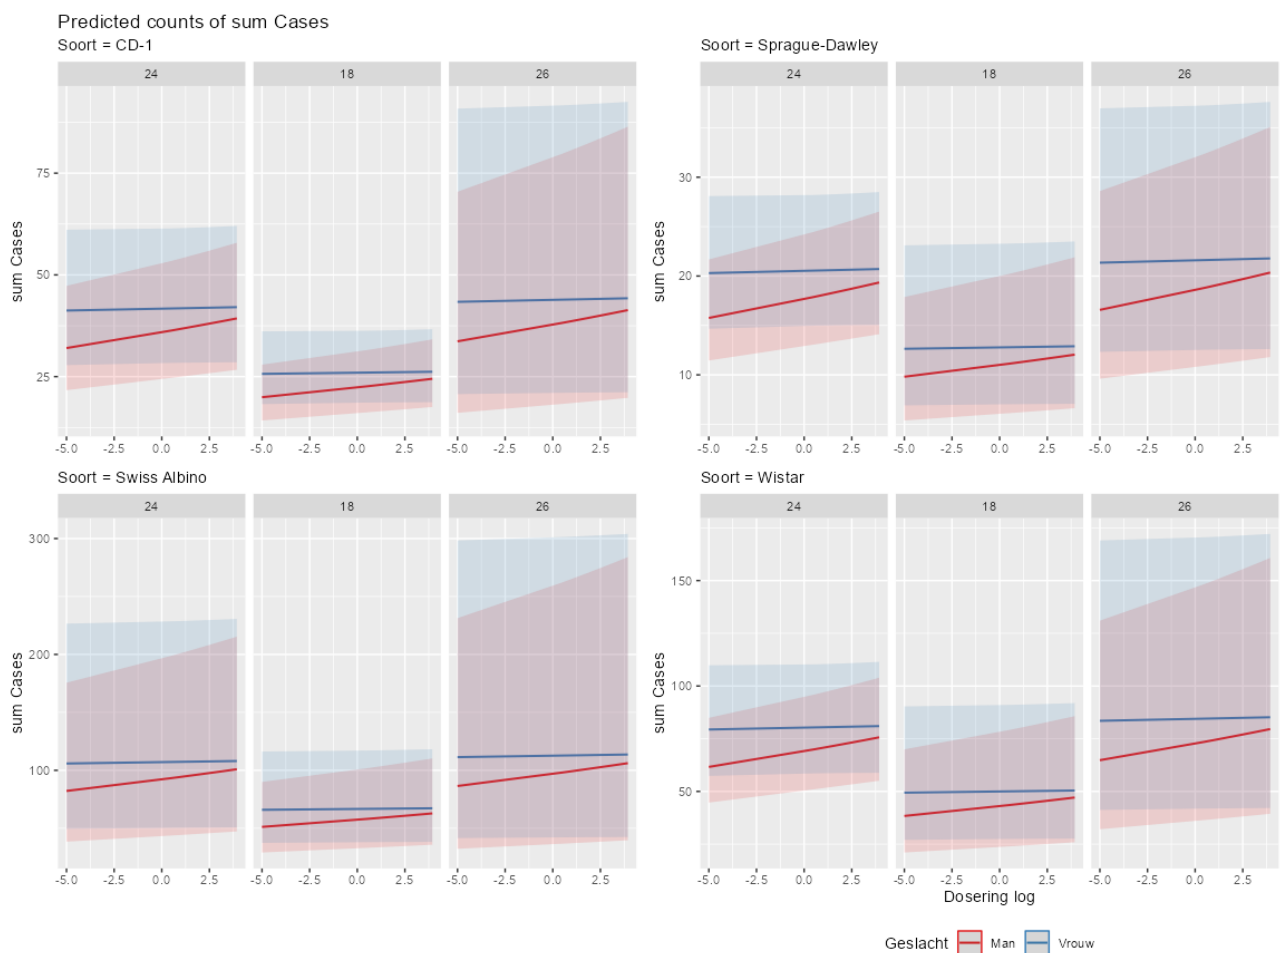 Predicted counts of sum Cases
Soort = CD-1
24 18 26
75
50
25
sum Cases
-5.0 -2.5 0.0 2.5 -5.0 -2.5 0.0 2.5 -5.0 -2.5 0.0 2.5
Soort = Sprague-Dawley
24 18 26
30
20
10
sum Cases
-5.0 -2.5 0.0 2.5 -5.0 -2.5 0.0 2.5 -5.0 -2.5 0.0 2.5
Soort = Swiss Albino
24 18 26
300
200
100
sum Cases
-5.0 -2.5 0.0 2.5 -5.0 -2.5 0.0 2.5 -5.0 -2.5 0.0 2.5
Soort = Wistar
24 18 26
150
100
50
sum Cases
-5.0 -2.5 0.0 2.5 -5.0 -2.5 0.0 2.5 -5.0 -2.5 0.0 2.5
Dosering log
Geslacht Man Vrouw